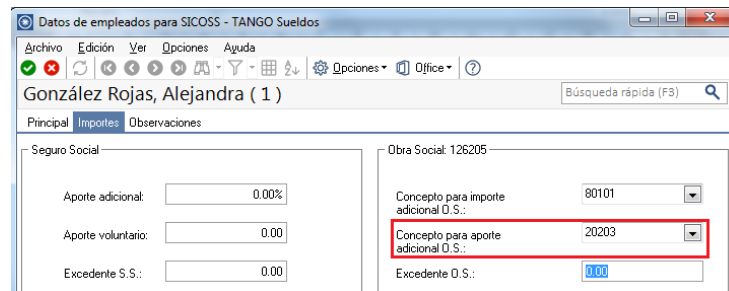 Datos de empleados para SICOSS - TANGO Sueldos
Archivo Edición Ver Opciones Ayuda
Opciones Office
González Rojas, Alejandra ( 1 )
Búsqueda rápida (F3)
Principal Importes Observaciones
Seguro Social
Obra Social: 126205
Aporte adicional: 0.00%
Concepto para importe adicional O.S.: 80101
Aporte voluntario: 0.00
Concepto para aporte adicional O.S.: 20203
Excedente S.S.: 0.00
Excedente O.S.: 0.00